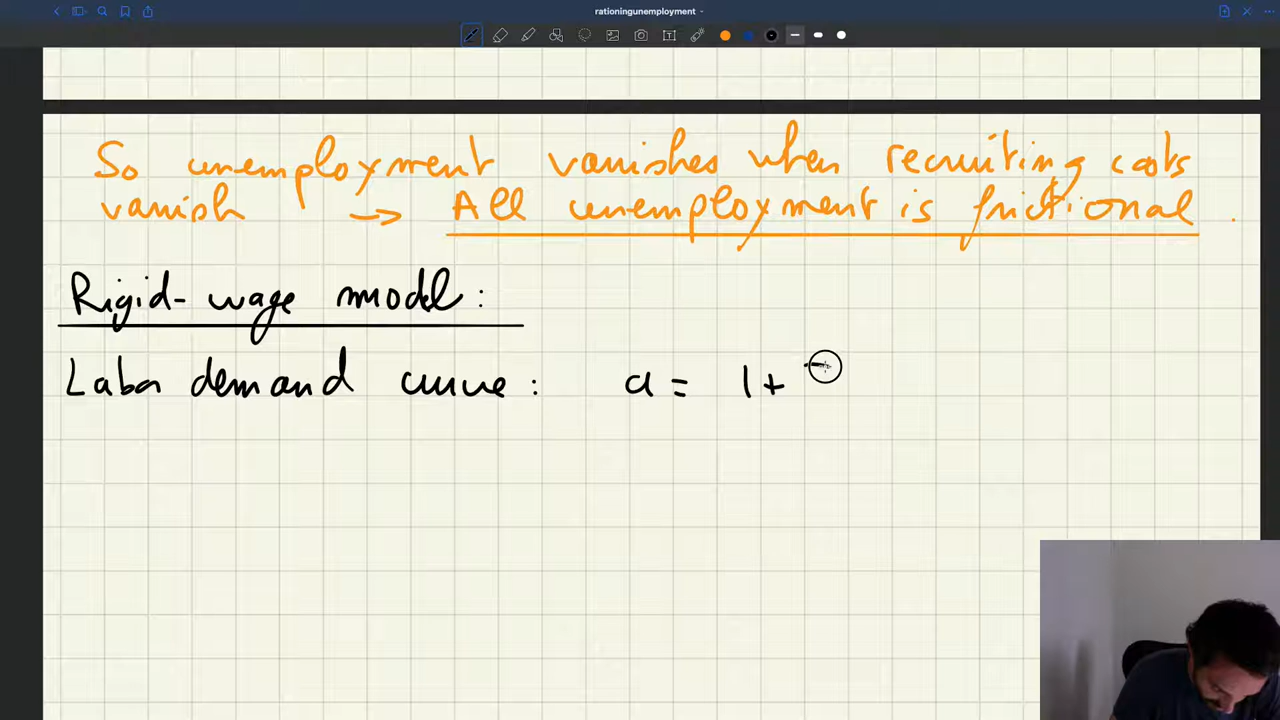 rationingunemployment
So unemployment vanishes when recruiting costs
vanish → All unemployment is frictional.
Rigid-wage model:
Labor demand curve: a = 1 +